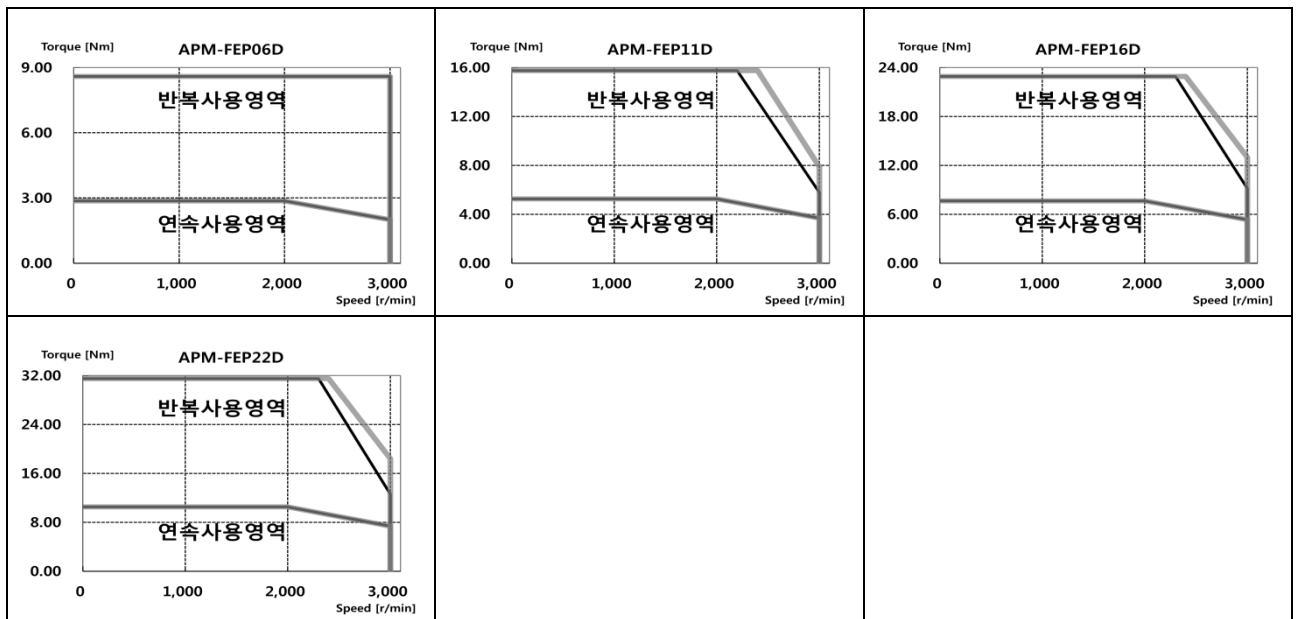 Torque [Nm] APM-FEP06D
9.00
반복사용영역
6.00
3.00
연속사용영역
0.00
0 1,000 2,000 3,000
Speed [r/min]
Torque [Nm] APM-FEP11D
16.00
반복사용영역
12.00
8.00
4.00
연속사용영역
0.00
0 1,000 2,000 3,000
Speed [r/min]
Torque [Nm] APM-FEP16D
24.00
반복사용영역
18.00
12.00
6.00
연속사용영역
0.00
0 1,000 2,000 3,000
Speed [r/min]
Torque [Nm] APM-FEP22D
32.00
반복사용영역
24.00
16.00
8.00
연속사용영역
0.00
0 1,000 2,000 3,000
Speed [r/min]